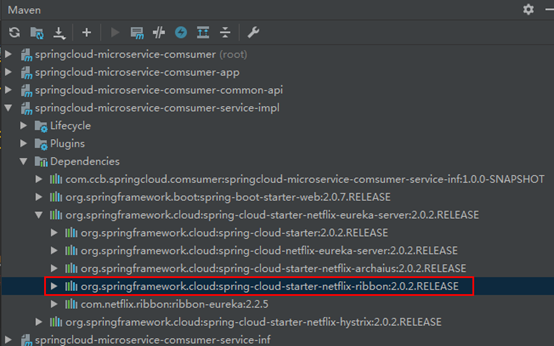 Maven
springcloud-microservice-comsumer (root)
springcloud-microservice-comsumer-app
springcloud-microservice-comsumer-common-api
springcloud-microservice-comsumer-service-impl
Lifecycle
Plugins
Dependencies
com.ccb.springcloud.comsumer:springcloud-microservice-comsumer-service-inf:1.0.0-SNAPSHOT
org.springframework.boot:spring-boot-starter-web:2.0.7.RELEASE
org.springframework.cloud:spring-cloud-starter-netflix-eureka-server:2.0.2.RELEASE
org.springframework.cloud:spring-cloud-starter:2.0.2.RELEASE
org.springframework.cloud:spring-cloud-netflix-eureka-server:2.0.2.RELEASE
org.springframework.cloud:spring-cloud-starter-netflix-archaius:2.0.2.RELEASE
org.springframework.cloud:spring-cloud-starter-netflix-ribbon:2.0.2.RELEASE
com.netflix.ribbon:ribbon-eureka:2.2.5
org.springframework.cloud:spring-cloud-starter-netflix-hystrix:2.0.2.RELEASE
springcloud-microservice-comsumer-service-inf